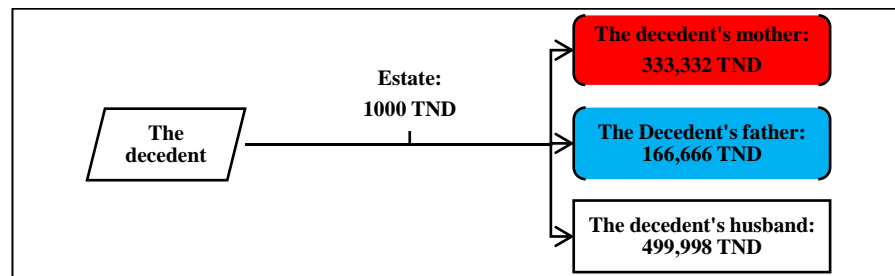 The decedent's mother:
333,332 TND
Estate:
1000 TND
The
decedent
The Decedent's father:
166,666 TND
The decedent's husband:
499,998 TND